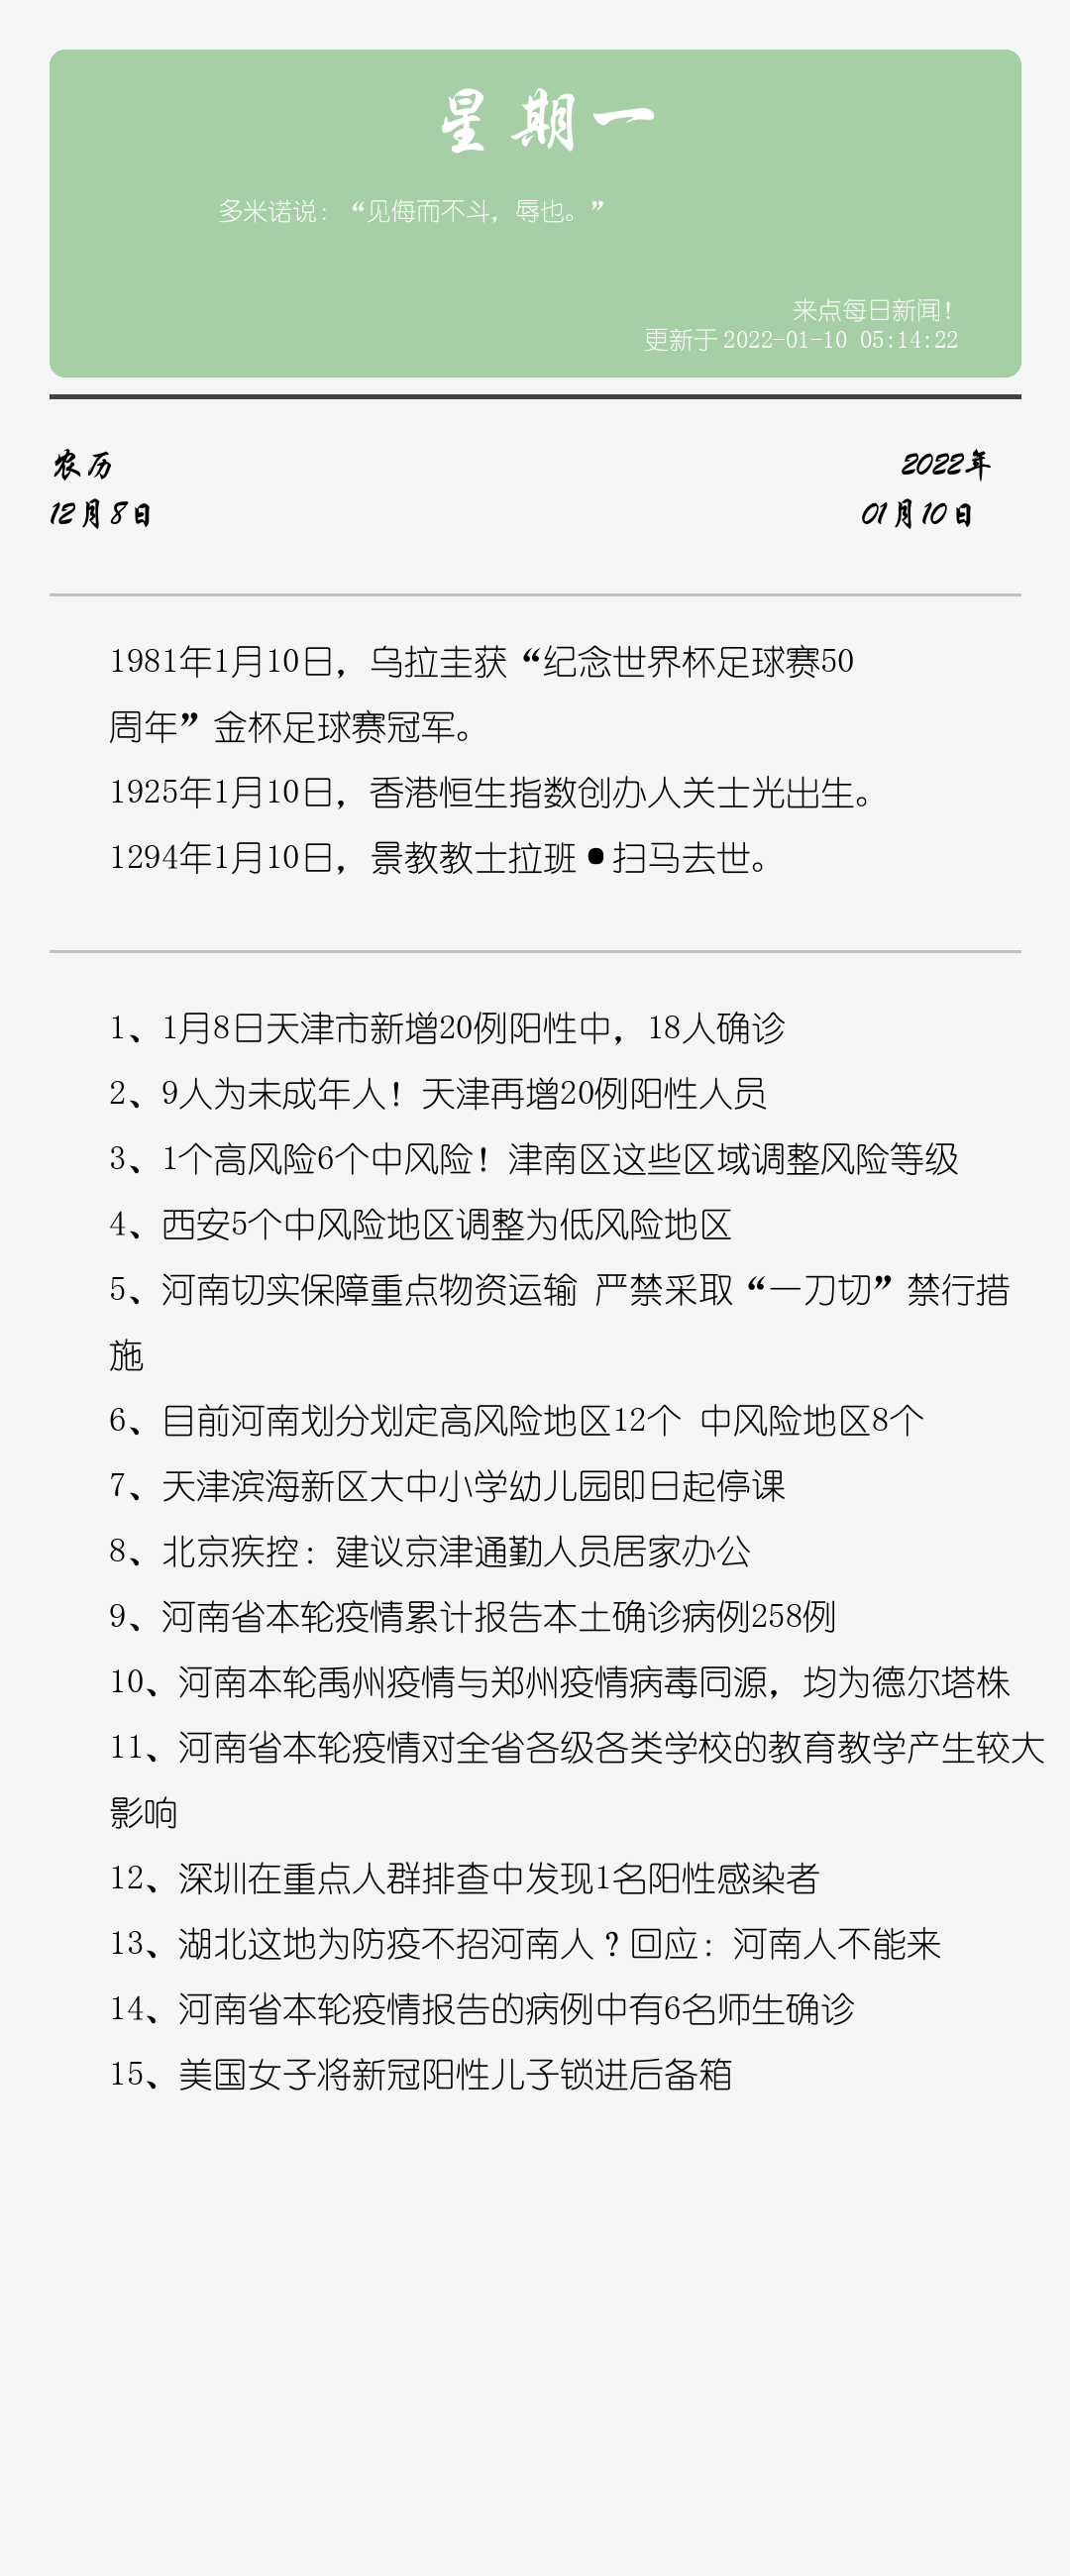 星期一
多米诺说：“见侮而不斗，辱也。”
来点每日新闻！
更新于 2022-01-10 05:14:22
农历
2022年
12月8日
01月10日
1981年1月10日，乌拉圭获“纪念世界杯足球赛50
周年”金杯足球赛冠军。
1925年1月10日，香港恒生指数创办人关士光出生。
1294年1月10日，景教教士拉班●扫马去世。
1、1月8日天津市新增20例阳性中，18人确诊
2、9人为未成年人！天津再增20例阳性人员
3、1个高风险6个中风险！津南区这些区域调整风险等级
4、西安5个中风险地区调整为低风险地区
5、河南切实保障重点物资运输 严禁采取“一刀切”禁行措
施
6、目前河南划分划定高风险地区12个 中风险地区8个
7、天津滨海新区大中小学幼儿园即日起停课
8、北京疾控：建议京津通勤人员居家办公
9、河南省本轮疫情累计报告本土确诊病例258例
10、河南本轮禹州疫情与郑州疫情病毒同源，均为德尔塔株
11、河南省本轮疫情对全省各级各类学校的教育教学产生较大
影响
12、深圳在重点人群排查中发现1名阳性感染者
13、湖北这地为防疫不招河南人？回应：河南人不能来
14、河南省本轮疫情报告的病例中有6名师生确诊
15、美国女子将新冠阳性儿子锁进后备箱